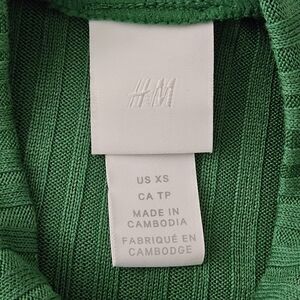 H&M
US XS
CA TP
MADE IN
CAMBODIA
FABRIQUÉ EN
CAMBODGE